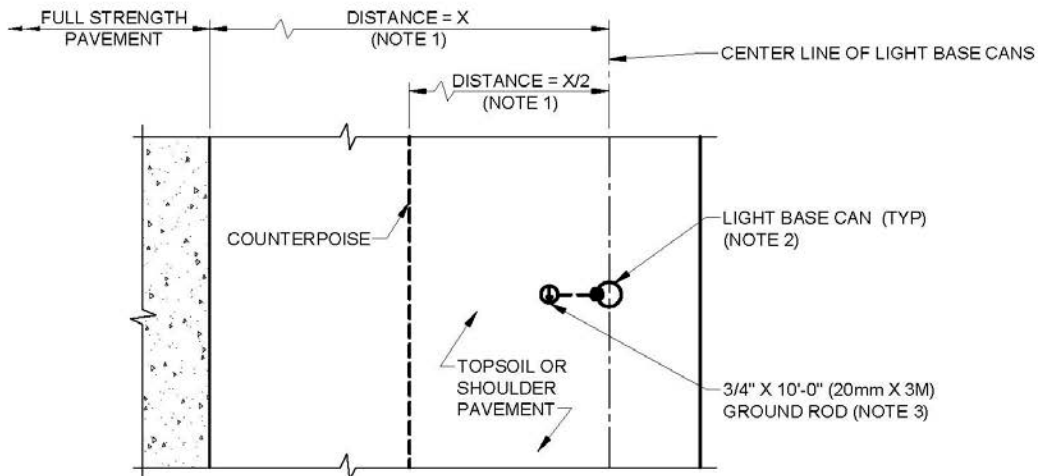 FULL STRENGTH
PAVEMENT
DISTANCE = X
(NOTE 1)
CENTER LINE OF LIGHT BASE CANS
DISTANCE = X/2
(NOTE 1)
LIGHT BASE CAN (TYP)
(NOTE 2)
COUNTERPOISE
TOPSOIL OR
SHOULDER
PAVEMENT
3/4" X 10'-0" (20mm X 3M)
GROUND ROD (NOTE 3)